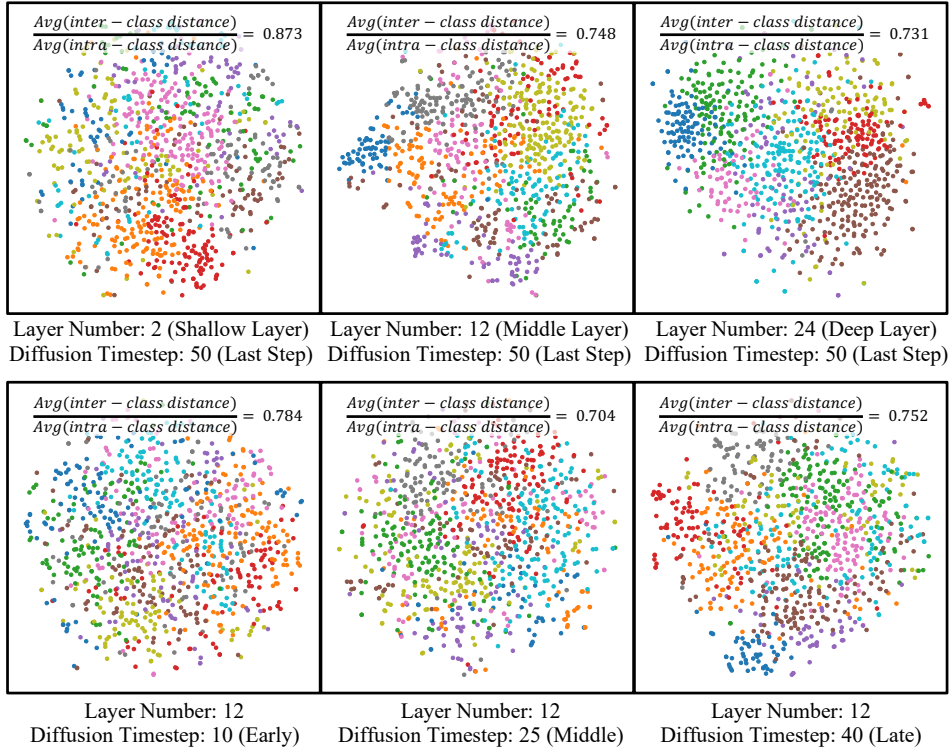 Avg(inter − class distance)
Avg(intra − class distance) = 0.873
Avg(inter − class distance)
Avg(intra − class distance) = 0.748
Avg(inter − class distance)
Avg(intra − class distance) = 0.731
Layer Number: 2 (Shallow Layer)
Diffusion Timestep: 50 (Last Step)
Layer Number: 12 (Middle Layer)
Diffusion Timestep: 50 (Last Step)
Layer Number: 24 (Deep Layer)
Diffusion Timestep: 50 (Last Step)
Avg(inter − class distance)
Avg(intra − class distance) = 0.784
Avg(inter − class distance)
Avg(intra − class distance) = 0.704
Avg(inter − class distance)
Avg(intra − class distance) = 0.752
Layer Number: 12
Diffusion Timestep: 10 (Early)
Layer Number: 12
Diffusion Timestep: 25 (Middle)
Layer Number: 12
Diffusion Timestep: 40 (Late)